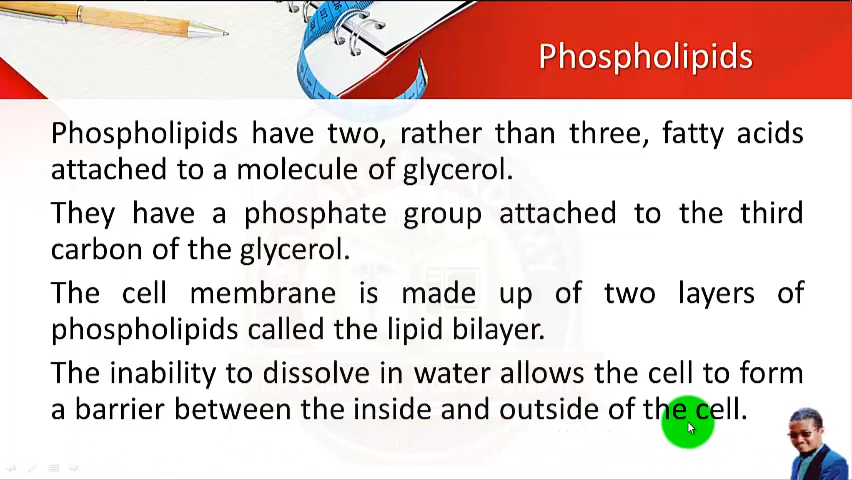 Phospholipids
Phospholipids have two, rather than three, fatty acids
attached to a molecule of glycerol.
They have a phosphate group attached to the third
carbon of the glycerol.
The cell membrane is made up of two layers of
phospholipids called the lipid bilayer.
The inability to dissolve in water allows the cell to form
a barrier between the inside and outside of the cell.